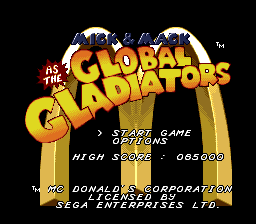 MICK & MACK
AS THE
GLOBAL
GLADIATORS
TM
> START GAME
OPTIONS
HIGH SCORE : 085000
TM MC DONALD'S CORPORATION
LICENSED BY
SEGA ENTERPRISES LTD.